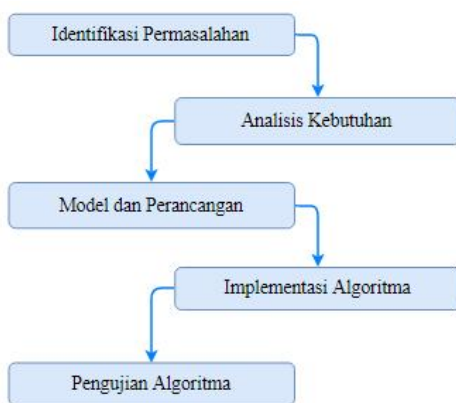 Identifikasi Permasalahan
Analisis Kebutuhan
Model dan Perancangan
Implementasi Algoritma
Pengujian Algoritma